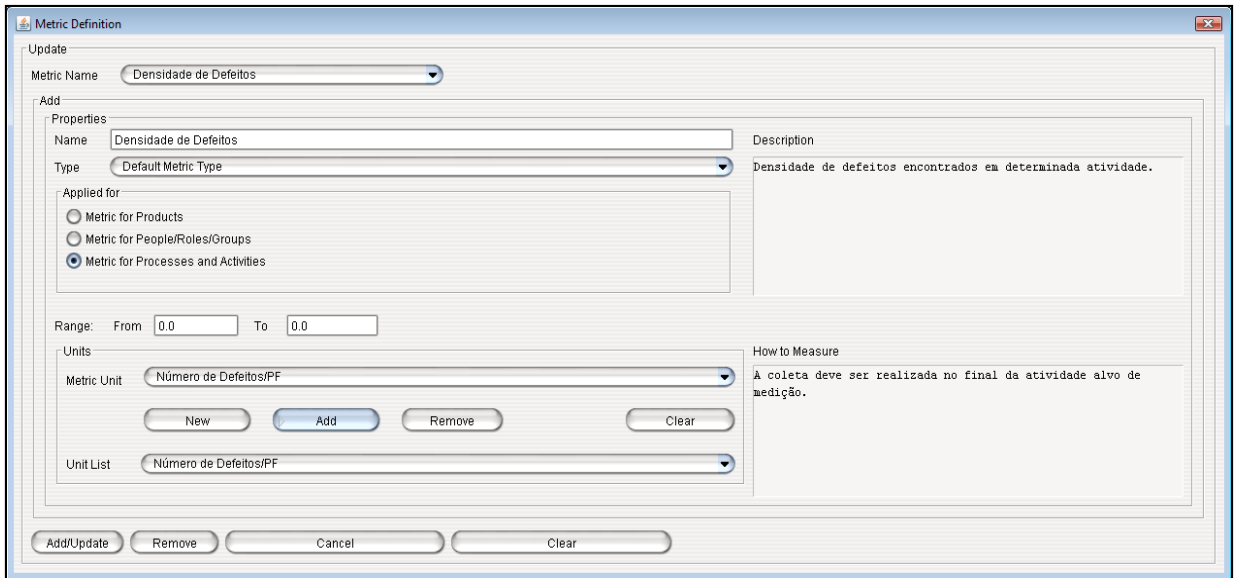 Metric Definition
Update
Metric Name Densidade de Defeitos
Add
Properties
Name Densidade de Defeitos
Description
Type Default Metric Type
Densidade de defeitos encontrados em determinada atividade.
Applied for
Metric for Products
Metric for People/Roles/Groups
Metric for Processes and Activities
Range: From 0.0 To 0.0
Units
How to Measure
Metric Unit Número de Defeitos/PF
A coleta deve ser realizada no final da atividade alvo de
medição.
New Add Remove Clear
Unit List Número de Defeitos/PF
Add/Update Remove Cancel Clear